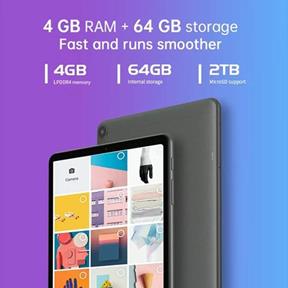 4 GB RAM + 64 GB storage
Fast and runs smoother
4GB
LPDDR4 memory
64GB
Internal storage
2TB
MicroSD support
Camera